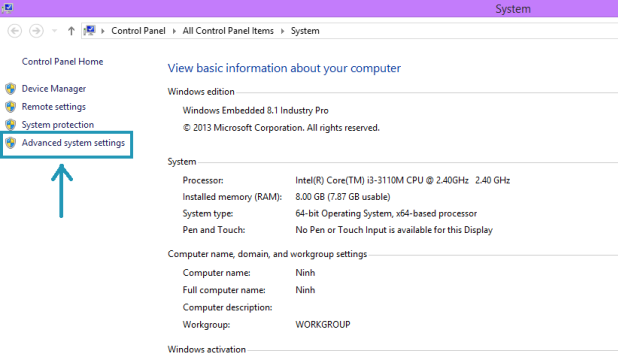 System
Control Panel All Control Panel Items System
Control Panel Home
Device Manager
Remote settings
System protection
Advanced system settings
View basic information about your computer
Windows edition
Windows Embedded 8.1 Industry Pro
© 2013 Microsoft Corporation. All rights reserved.
System
Processor: Intel(R) Core(TM) i3-3110M CPU @ 2.40GHz 2.40 GHz
Installed memory (RAM): 8.00 GB (7.87 GB usable)
System type: 64-bit Operating System, x64-based processor
Pen and Touch: No Pen or Touch Input is available for this Display
Computer name, domain, and workgroup settings
Computer name: Ninh
Full computer name: Ninh
Computer description:
Workgroup: WORKGROUP
Windows activation